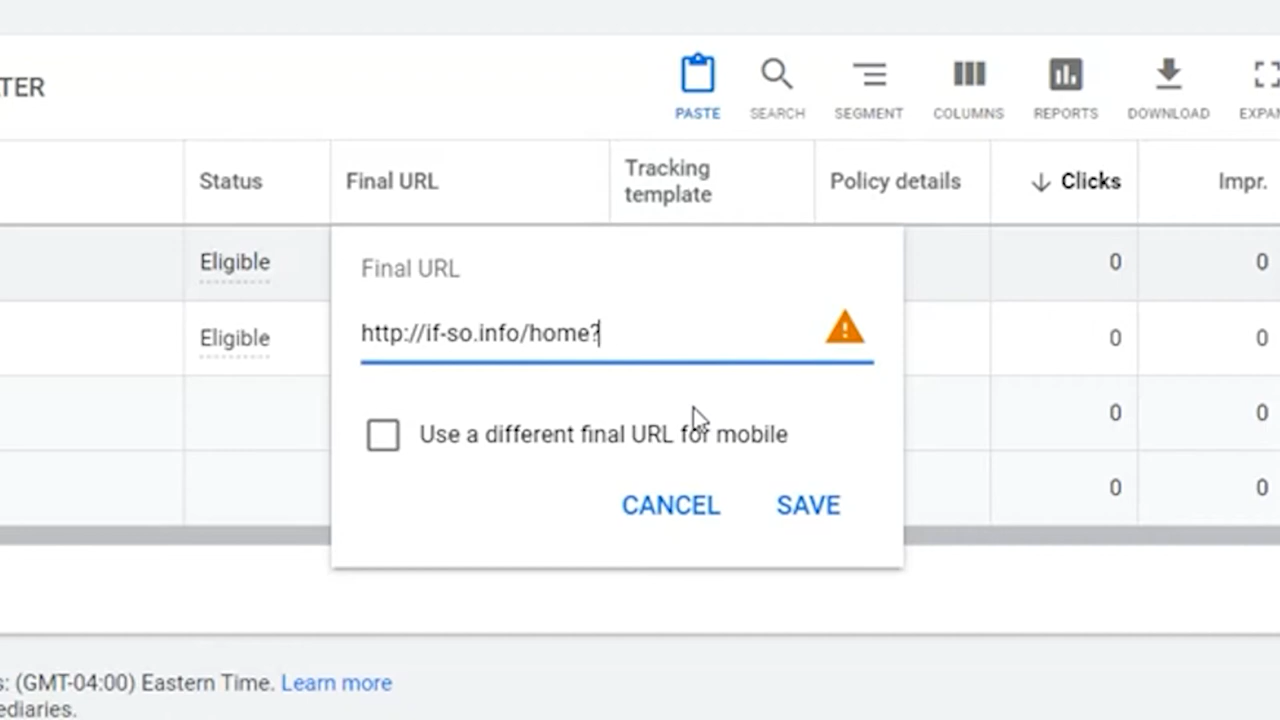 TER
PASTE
SEARCH
SEGMENT
COLUMNS
REPORTS
DOWNLOAD
EXPAN
Status
Final URL
Tracking
template
Policy details
Clicks
Impr.
Eligible
0
0
Final URL
http://if-so.info/home?
Eligible
0
0
Use a different final URL for mobile
0
0
CANCEL
SAVE
0
0
s: (GMT-04:00) Eastern Time. Learn more
ediaries.